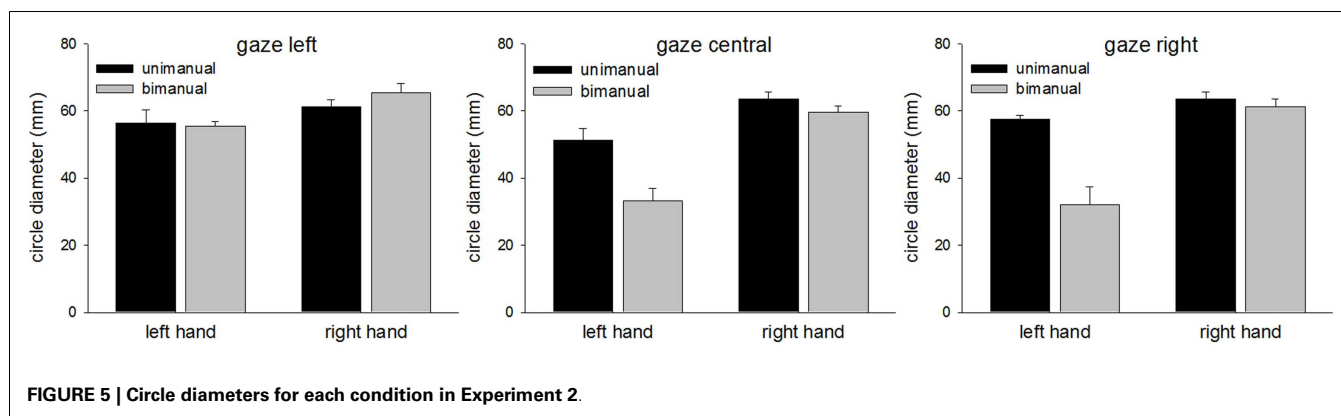 gaze left
unimanual
bimanual
circle diameter (mm)
80
60
40
20
0
left hand right hand
gaze central
unimanual
bimanual
circle diameter (mm)
80
60
40
20
0
left hand right hand
gaze right
unimanual
bimanual
circle diameter (mm)
80
60
40
20
0
left hand right hand
FIGURE 5 | Circle diameters for each condition in Experiment 2.